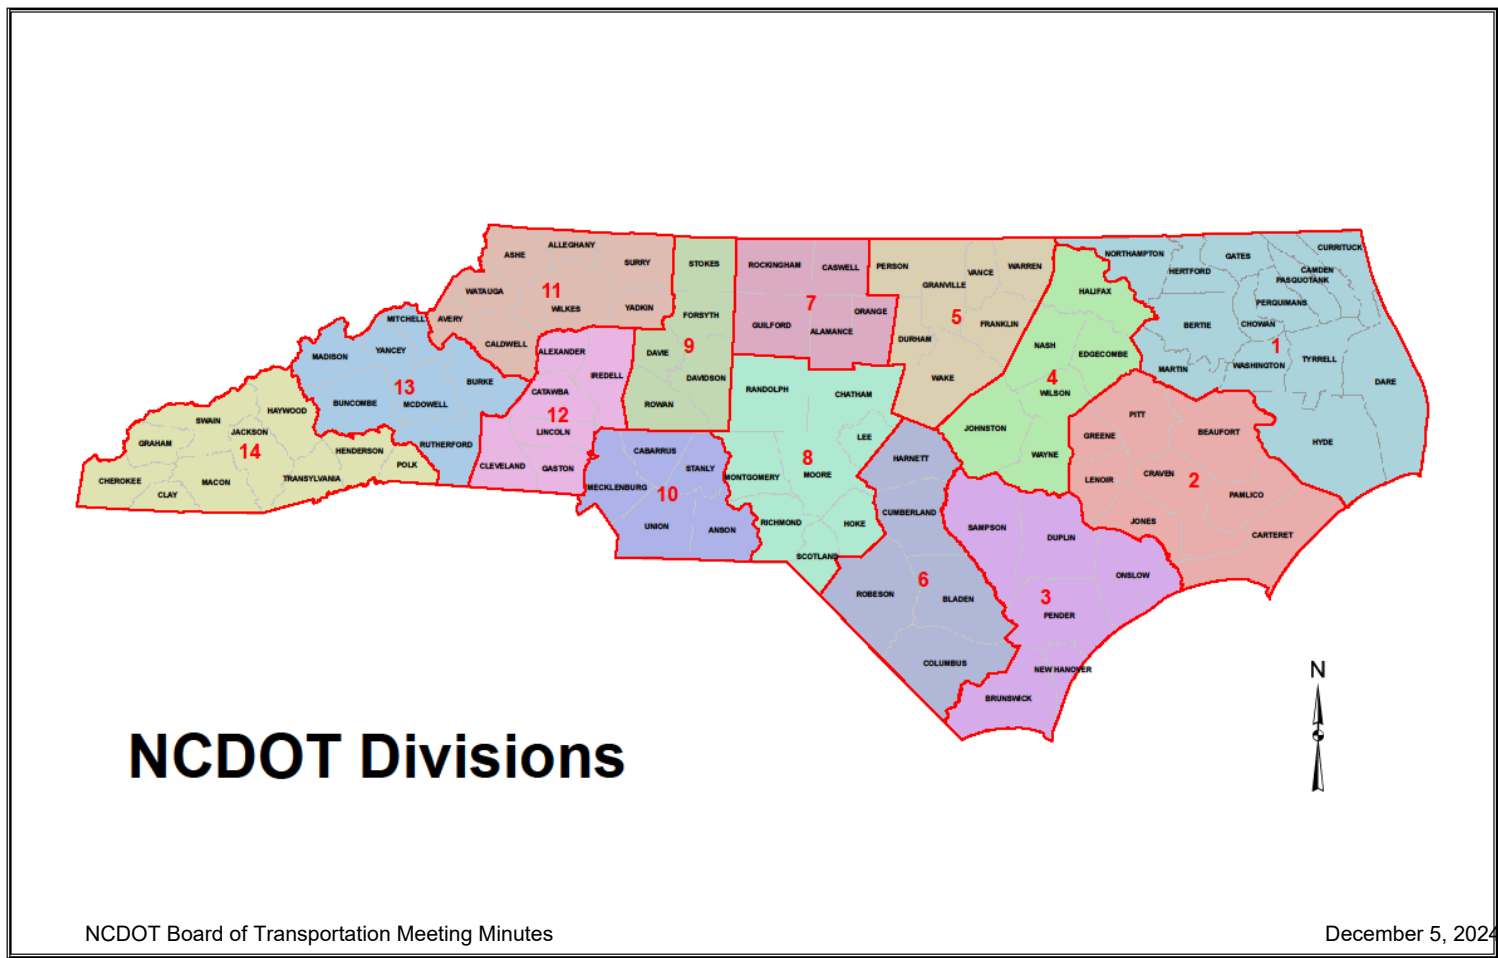 ASHE
ALLEGHANY
SURRY
WATAUGA
11
WILKES
YADKIN
AVERY
CALDWELL
STOKES
FORSYTH
DAVIE
9
DAVIDSON
ROWAN
ROCKINGHAM
CASWELL
7
ORANGE
GUILFORD
ALAMANCE
PERSON
VANCE
WARREN
GRANVILLE
5
FRANKLIN
DURHAM
WAKE
HALIFAX
NASH
EDGECOMBE
4
WILSON
JOHNSTON
WAYNE
NORTHAMPTON
HERTFORD
GATES
CURRITUCK
CAMDEN
PASQUOTANK
PERQUIMANS
BERTIE
CHOWAN
1
MARTIN
WASHINGTON
TYRRELL
DARE
HYDE
MITCHELL
MADISON
YANCEY
13
BURKE
BUNCOMBE
MCDOWELL
RUTHERFORD
ALEXANDER
IREDELL
CATAWBA
12
LINCOLN
CLEVELAND
GASTON
HAYWOOD
SWAIN
JACKSON
GRAHAM
14
HENDERSON
POLK
CHEROKEE
MACON
TRANSYLVANIA
CLAY
CABARRUS
STANLY
MECKLENBURG
10
UNION
ANSON
RANDOLPH
CHATHAM
LEE
8
MONTGOMERY
MOORE
RICHMOND
HOKE
SCOTLAND
HARNETT
CUMBERLAND
6
ROBESON
BLADEN
COLUMBUS
SAMPSON
DUPLIN
ONSLOW
3
PENDER
NEW HANOVER
BRUNSWICK
PITT
GREENE
BEAUFORT
LENOIR
CRAVEN
2
PAMLICO
JONES
CARTERET
N
NCDOT Divisions
NCDOT Board of Transportation Meeting Minutes
December 5, 2024